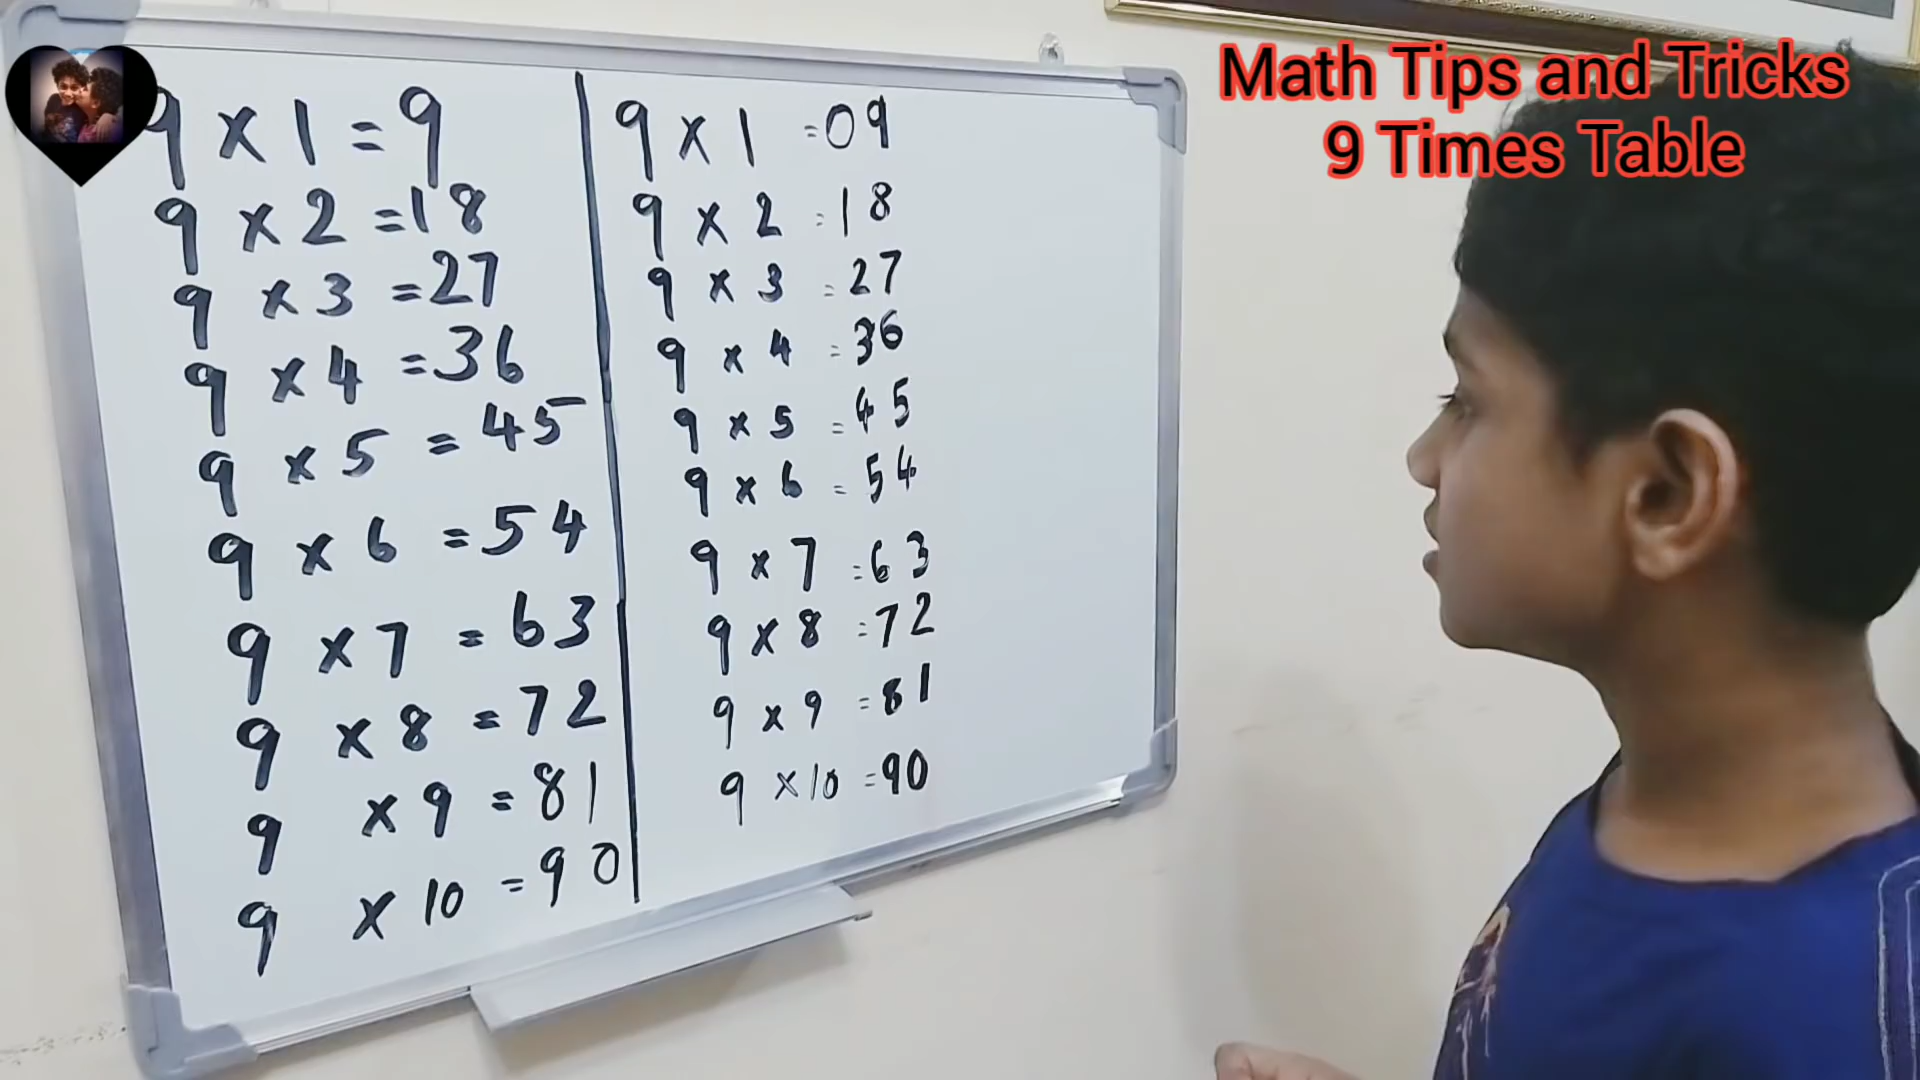 Math Tips and Tricks
9 Times Table
9 x 1 = 9
9 x 2 = 18
9 x 3 = 27
9 x 4 = 36
9 x 5 = 45
9 x 6 = 54
9 x 7 = 63
9 x 8 = 72
9 x 9 = 81
9 x 10 = 90
9 x 1 = 09
9 x 2 = 18
9 x 3 = 27
9 x 4 = 36
9 x 5 = 45
9 x 6 = 54
9 x 7 = 63
9 x 8 = 72
9 x 9 = 81
9 x 10 = 90